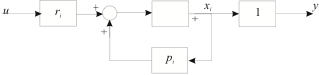 u
r_i
+
+
+
x_i
1
y
p_i